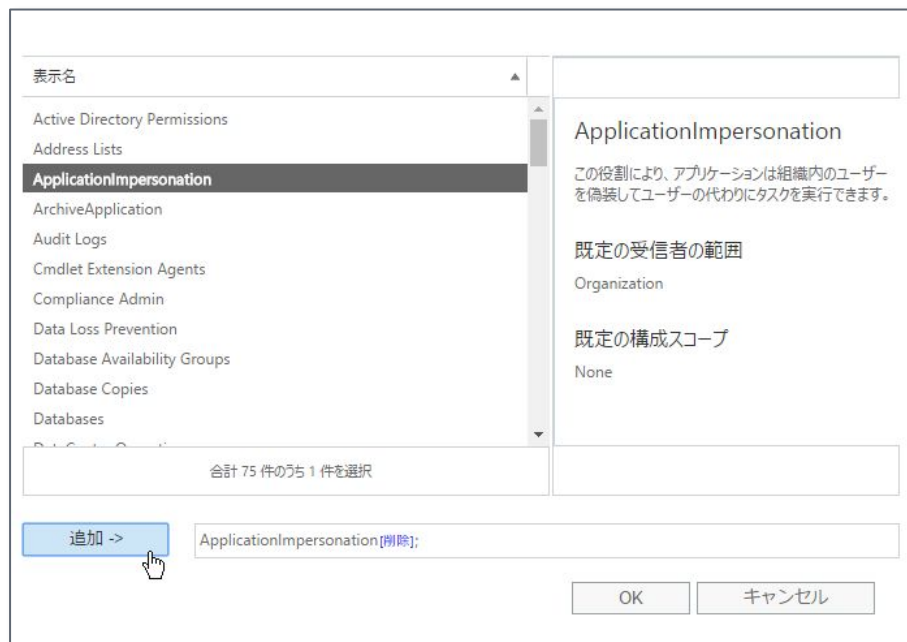 表示名
Active Directory Permissions
Address Lists
ApplicationImpersonation
ArchiveApplication
Audit Logs
Cmdlet Extension Agents
Compliance Admin
Data Loss Prevention
Database Availability Groups
Database Copies
Databases
合計 75 件のうち 1 件を選択
ApplicationImpersonation
この役割により、アプリケーションは組織内のユーザー
を偽装してユーザーの代わりにタスクを実行できます。
既定の受信者の範囲
Organization
既定の構成スコープ
None
追加 ->
ApplicationImpersonation[削除];
OK
キャンセル